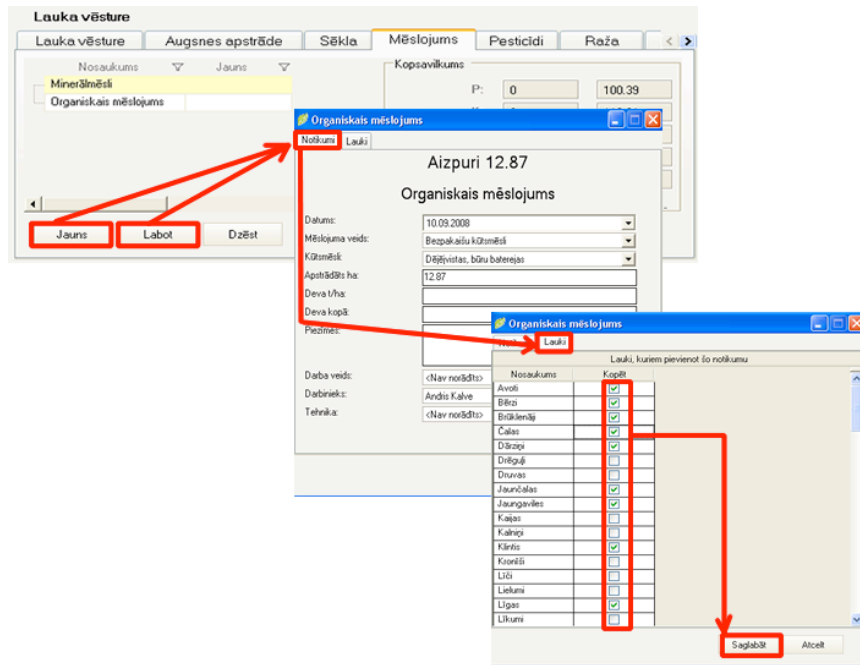 Lauka vēsture
Lauka vēsture Augsnes apstrāde Sēkla Mēslojums Pesticīdi Raža
Nosaukums Jauns
Minerālmēsli
Organiskais mēslojums
Kopsavilkums
P: 0 100.39
Jauns Labot Dzēst
Organiskais mēslojums
Notikumi Lauki
Aizpuri 12.87
Organiskais mēslojums
Datums: 10.09.2008
Mēslojuma veids: Bezpakaišu kūtsmēsli
Kūtsmēsli: Dējējvistas, būru baterejas
Apstrādāts ha: 12.87
Deva t/ha:
Deva kopā:
Piezīmes:
Darba veids: <Nav norādīts>
Darbinieks: Andris Kalve
Tehnika: <Nav norādīts>
Organiskais mēslojums
Lauki
Lauki, kuriem pievienot šo notikumu
Nosaukums Kopēt
Avoti
Bērzi
Brūklenāji
Čalas
Dārziņi
Drēguļi
Druvas
Jaunčalas
Jaungaviles
Kaijas
Kalniņi
Klintis
Kronīši
Līči
Lielumi
Līgas
Līkumi
Saglabāt Atcelt